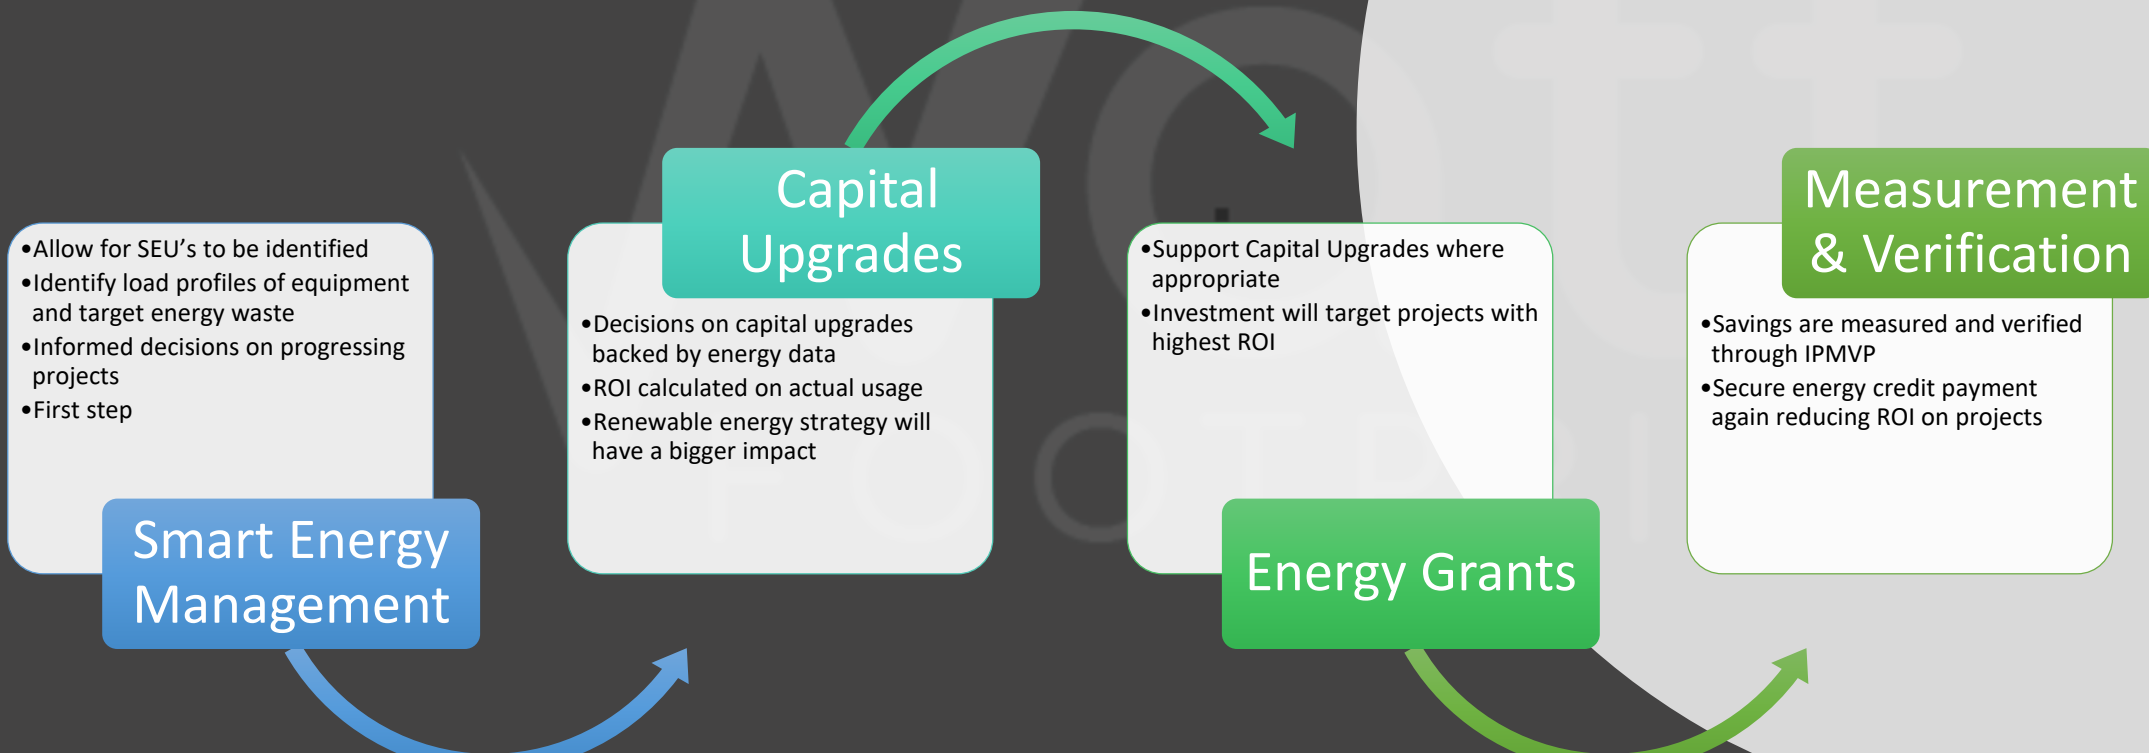 •Allow for SEU's to be identified
•Identify load profiles of equipment
and target energy waste
•Informed decisions on progressing
projects
•First step
Smart Energy
Management
Capital
Upgrades
•Decisions on capital upgrades
backed by energy data
•ROI calculated on actual usage
•Renewable energy strategy will
have a bigger impact
•Support Capital Upgrades where
appropriate
•Investment will target projects with
highest ROI
Energy Grants
Measurement
& Verification
•Savings are measured and verified
through IPMVP
•Secure energy credit payment
again reducing ROI on projects